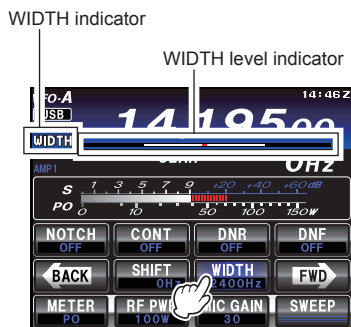 WIDTH indicator
WIDTH level indicator
VFO-A
14:46Z
USB
14,195,00
WIDTH
AMP1
0Hz
S 1 3 5 7 9 +20 +40 +60dB
PO 0 10 50 100 150W
NOTCH CONT DNR DNF
OFF OFF OFF OFF
BACK SHIFT WIDTH FWD
0Hz 2400Hz
METER RF PWR MIC GAIN SWEEP
PO 100W 30